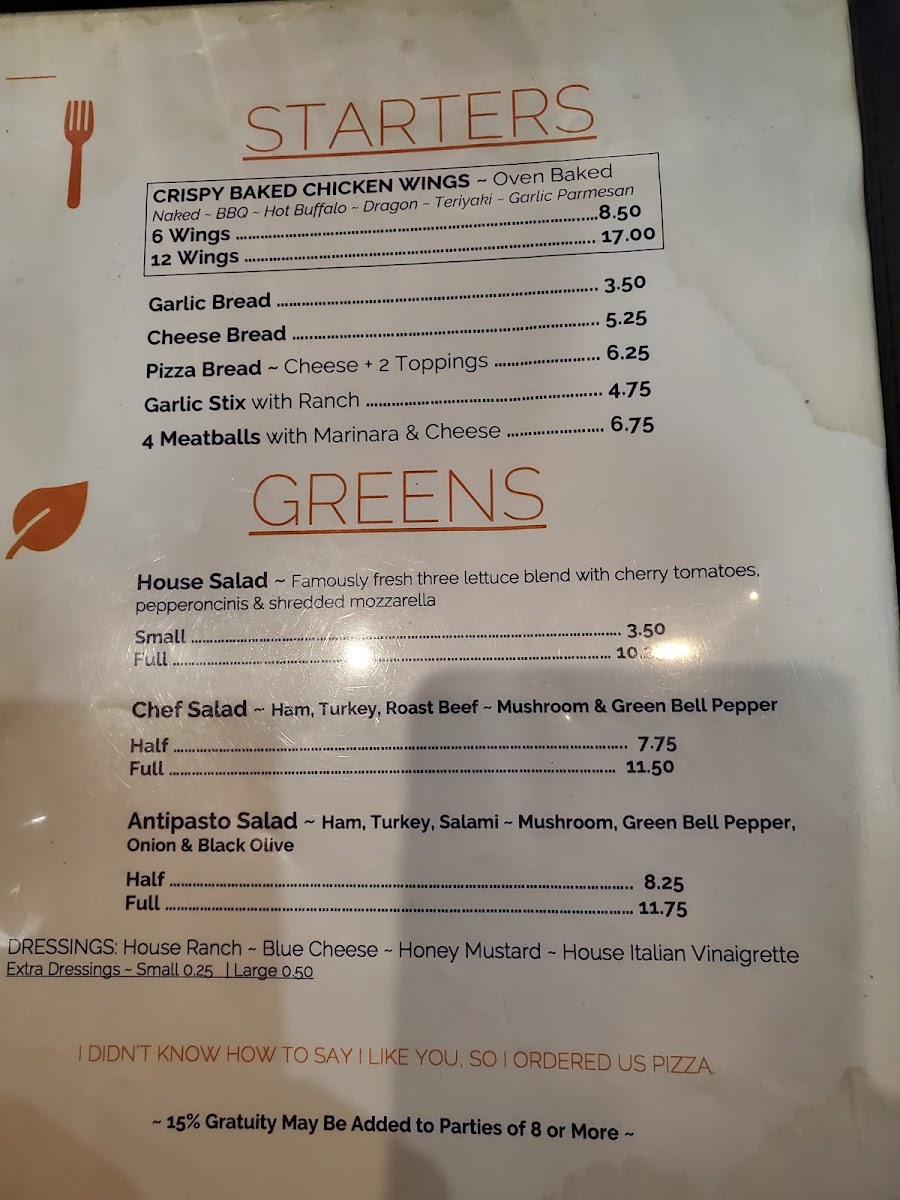 STARTERS
CRISPY BAKED CHICKEN WINGS ~ Oven Baked
Naked ~ BBQ ~ Hot Buffalo ~ Dragon ~ Teriyaki ~ Garlic Parmesan
6 Wings ........ 8.50
12 Wings ........ 17.00
Garlic Bread ........ 3.50
Cheese Bread ........ 5.25
Pizza Bread ~ Cheese + 2 Toppings ........ 6.25
Garlic Stix with Ranch ........ 4.75
4 Meatballs with Marinara & Cheese ........ 6.75
GREENS
House Salad ~ Famously fresh three lettuce blend with cherry tomatoes,
pepperoncinis & shredded mozzarella
Small ........ 3.50
Full ........
Chef Salad ~ Ham, Turkey, Roast Beef ~ Mushroom & Green Bell Pepper
Half ........ 7.75
Full ........ 11.50
Antipasto Salad ~ Ham, Turkey, Salami ~ Mushroom, Green Bell Pepper,
Onion & Black Olive
Half ........ 8.25
Full ........ 11.75
DRESSINGS: House Ranch ~ Blue Cheese ~ Honey Mustard ~ House Italian Vinaigrette
Extra Dressings ~ Small 0.25 | Large 0.50
I DIDN'T KNOW HOW TO SAY I LIKE YOU, SO I ORDERED US PIZZA.
~ 15% Gratuity May Be Added to Parties of 8 or More ~